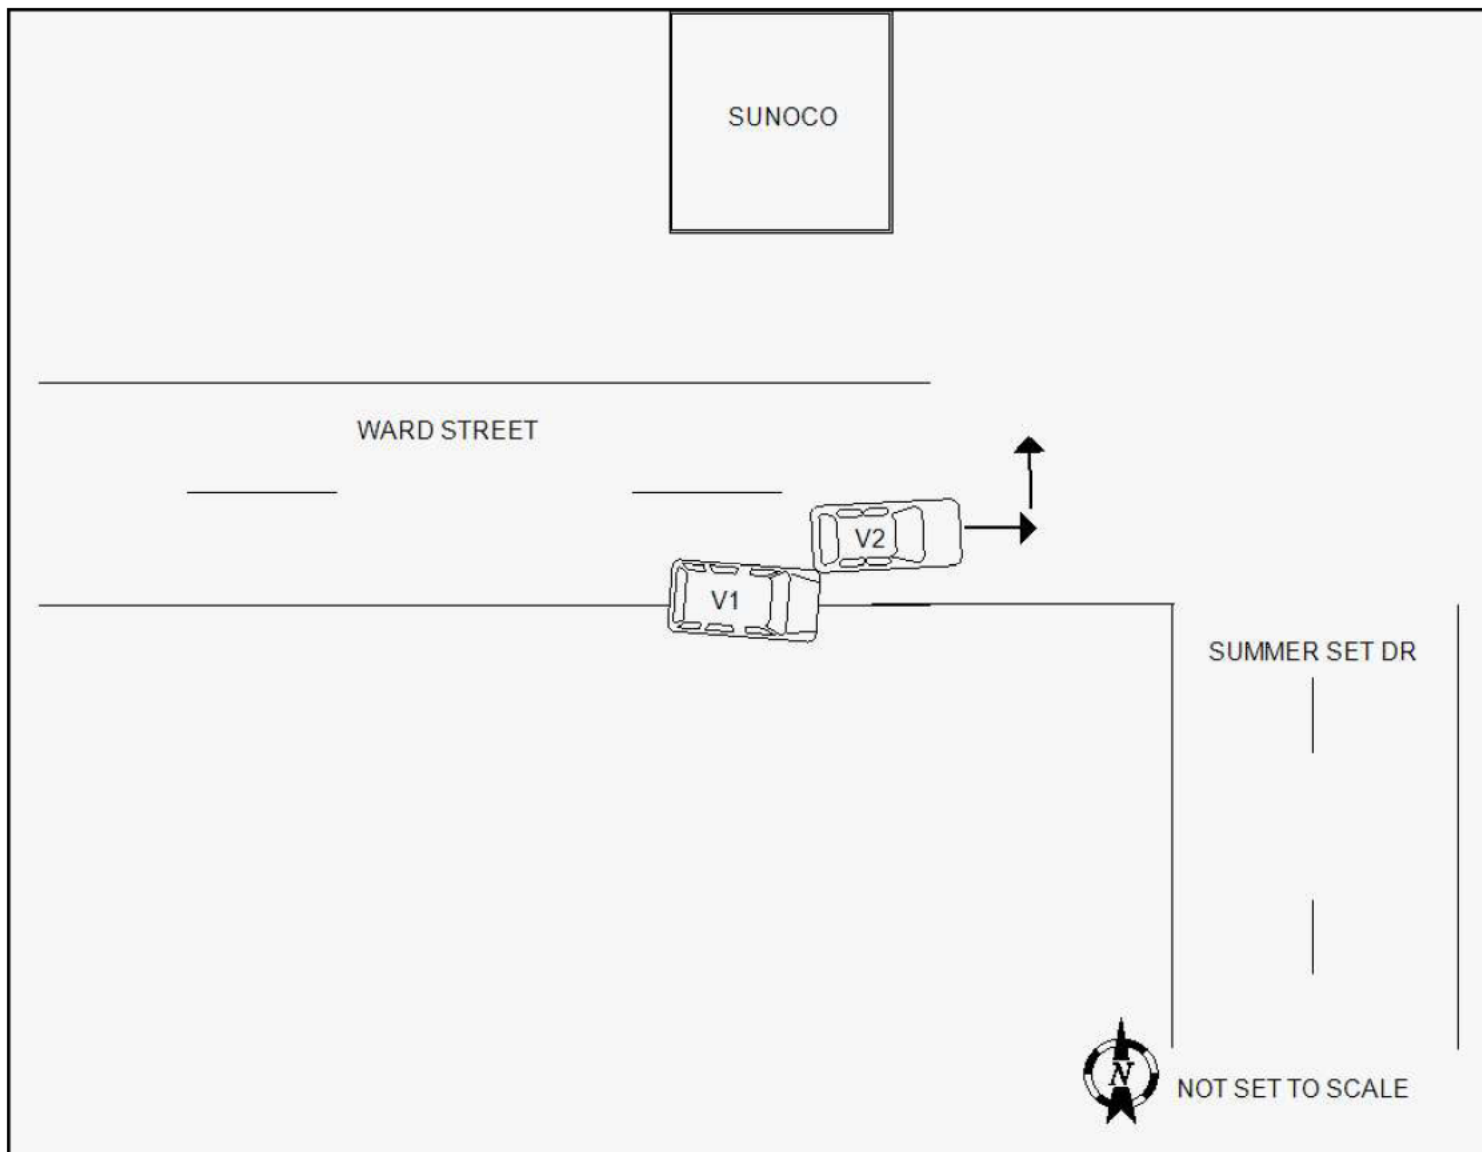 SUNOCO
WARD STREET
V2
V1
SUMMER SET DR
N
NOT SET TO SCALE